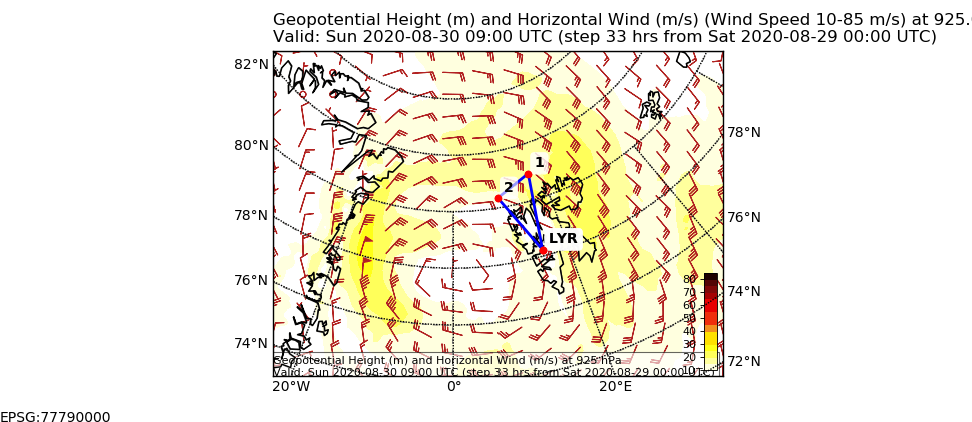 Geopotential Height (m) and Horizontal Wind (m/s) (Wind Speed 10-85 m/s) at 925.
Valid: Sun 2020-08-30 09:00 UTC (step 33 hrs from Sat 2020-08-29 00:00 UTC)
82°N
80°N
78°N
78°N
76°N
76°N
74°N
74°N
72°N
1
2
LYR
80
70
60
50
40
30
20
10
Geopotential Height (m) and Horizontal Wind (m/s) at 925 hPa
Valid: Sun 2020-08-30 09:00 UTC (step 33 hrs from Sat 2020-08-29 00:00 UTC)
20°W
0°
20°E
EPSG:77790000